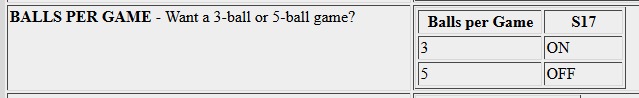 BALLS PER GAME - Want a 3-ball or 5-ball game?
Balls per Game S17
3 ON
5 OFF